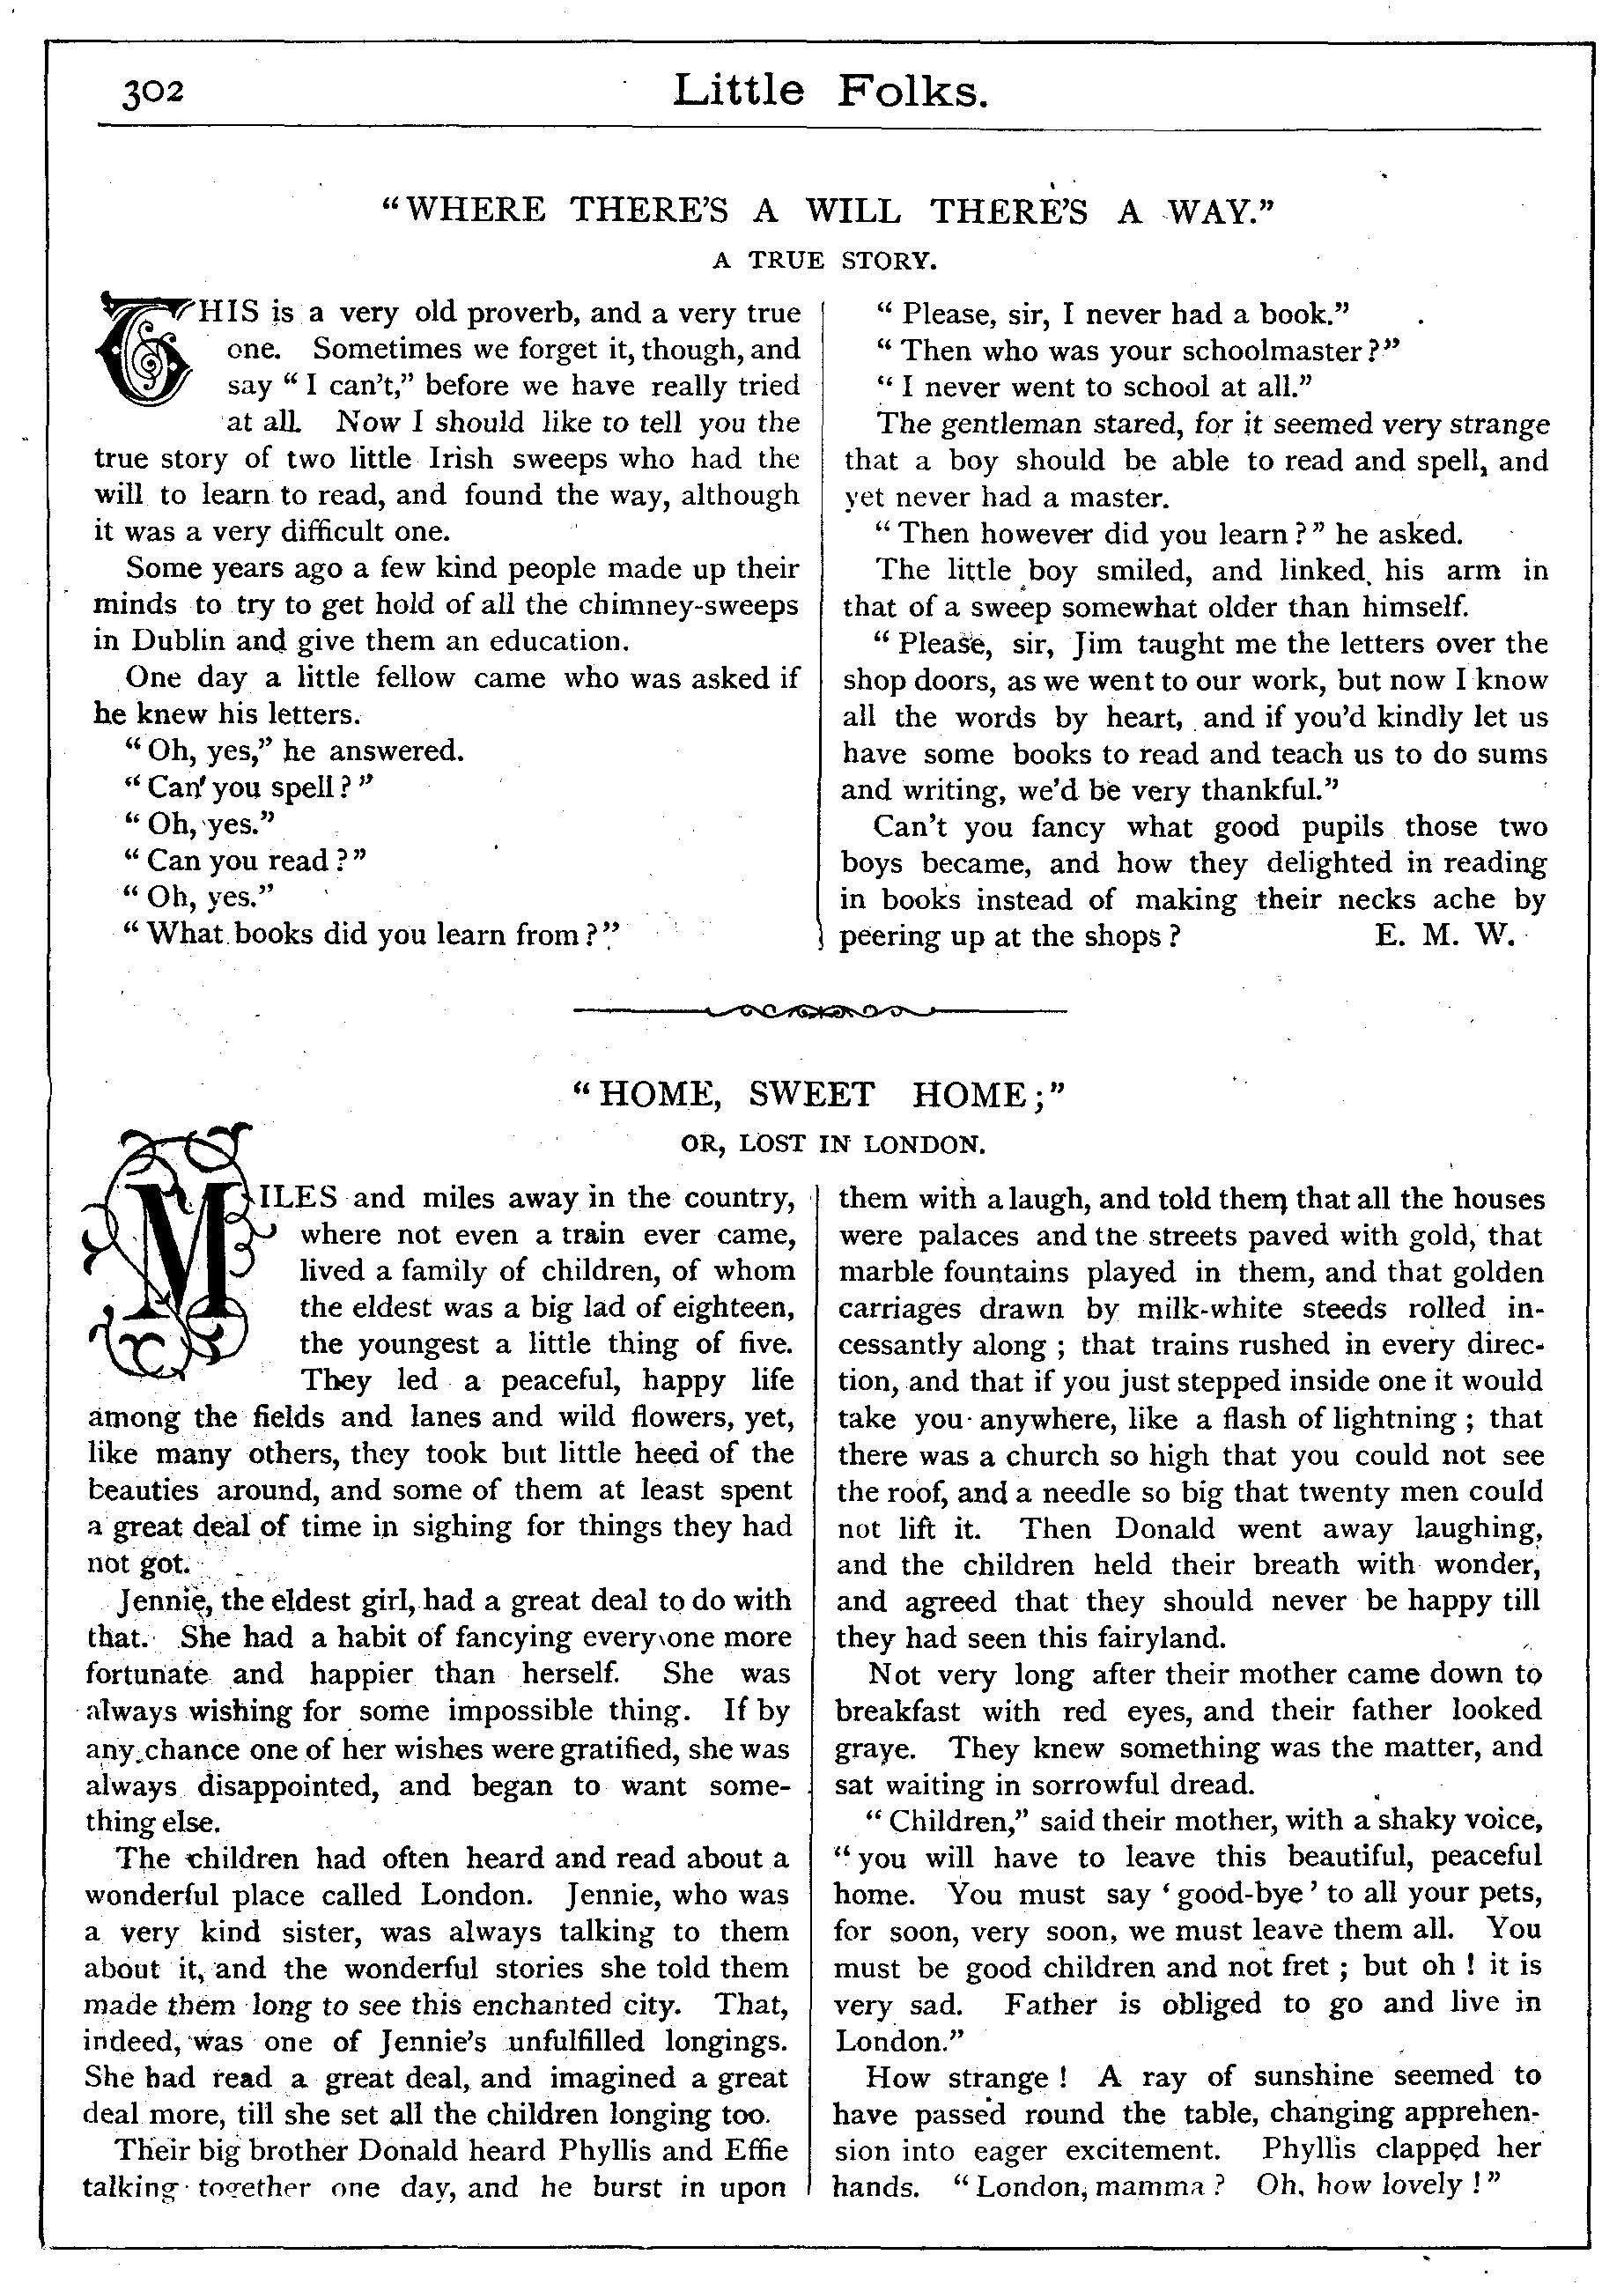 302
Little Folks.
“WHERE THERE'S A WILL THERE'S A WAY.”
A TRUE STORY.
THIS is a very old proverb, and a very true
one. Sometimes we forget it, though, and
say “I can't,” before we have really tried
at all. Now I should like to tell you the
true story of two little Irish sweeps who had the
will to learn to read, and found the way, although
it was a very difficult one.
Some years ago a few kind people made up their
minds to try to get hold of all the chimney-sweeps
in Dublin and give them an education.
One day a little fellow came who was asked if
he knew his letters.
“Oh, yes,” he answered.
“Can you spell?”
“Oh, yes.”
“Can you read?”
“Oh, yes.”
“What books did you learn from?”
“Please, sir, I never had a book.”
“Then who was your schoolmaster?”
“I never went to school at all.”
The gentleman stared, for it seemed very strange
that a boy should be able to read and spell, and
yet never had a master.
“Then however did you learn?” he asked.
The little boy smiled, and linked his arm in
that of a sweep somewhat older than himself.
“Please, sir, Jim taught me the letters over the
shop doors, as we went to our work, but now I know
all the words by heart, and if you'd kindly let us
have some books to read and teach us to do sums
and writing, we'd be very thankful.”
Can't you fancy what good pupils those two
boys became, and how they delighted in reading
in books instead of making their necks ache by
peering up at the shops? E. M. W.
“HOME, SWEET HOME;”
OR, LOST IN LONDON.
MILES and miles away in the country,
where not even a train ever came,
lived a family of children, of whom
the eldest was a big lad of eighteen,
the youngest a little thing of five.
They led a peaceful, happy life
among the fields and lanes and wild flowers, yet,
like many others, they took but little heed of the
beauties around, and some of them at least spent
a great deal of time in sighing for things they had
not got.
Jennie, the eldest girl, had a great deal to do with
that. She had a habit of fancying every one more
fortunate and happier than herself. She was
always wishing for some impossible thing. If by
any chance one of her wishes were gratified, she was
always disappointed, and began to want some-
thing else.
The children had often heard and read about a
wonderful place called London. Jennie, who was
a very kind sister, was always talking to them
about it, and the wonderful stories she told them
made them long to see this enchanted city. That,
indeed, was one of Jennie's unfulfilled longings.
She had read a great deal, and imagined a great
deal more, till she set all the children longing too.
Their big brother Donald heard Phyllis and Effie
talking together one day, and he burst in upon
them with a laugh, and told them that all the houses
were palaces and the streets paved with gold, that
marble fountains played in them, and that golden
carriages drawn by milk-white steeds rolled in-
cessantly along; that trains rushed in every direc-
tion, and that if you just stepped inside one it would
take you anywhere, like a flash of lightning; that
there was a church so high that you could not see
the roof, and a needle so big that twenty men could
not lift it. Then Donald went away laughing,
and the children held their breath with wonder,
and agreed that they should never be happy till
they had seen this fairyland.
Not very long after their mother came down to
breakfast with red eyes, and their father looked
graye. They knew something was the matter, and
sat waiting in sorrowful dread.
“Children,” said their mother, with a shaky voice,
“you will have to leave this beautiful, peaceful
home. You must say ‘good-bye’ to all your pets,
for soon, very soon, we must leave them all. You
must be good children and not fret; but oh! it is
very sad. Father is obliged to go and live in
London.”
How strange! A ray of sunshine seemed to
have passed round the table, changing apprehen-
sion into eager excitement. Phyllis clapped her
hands. “London, mamma? Oh, how lovely!”